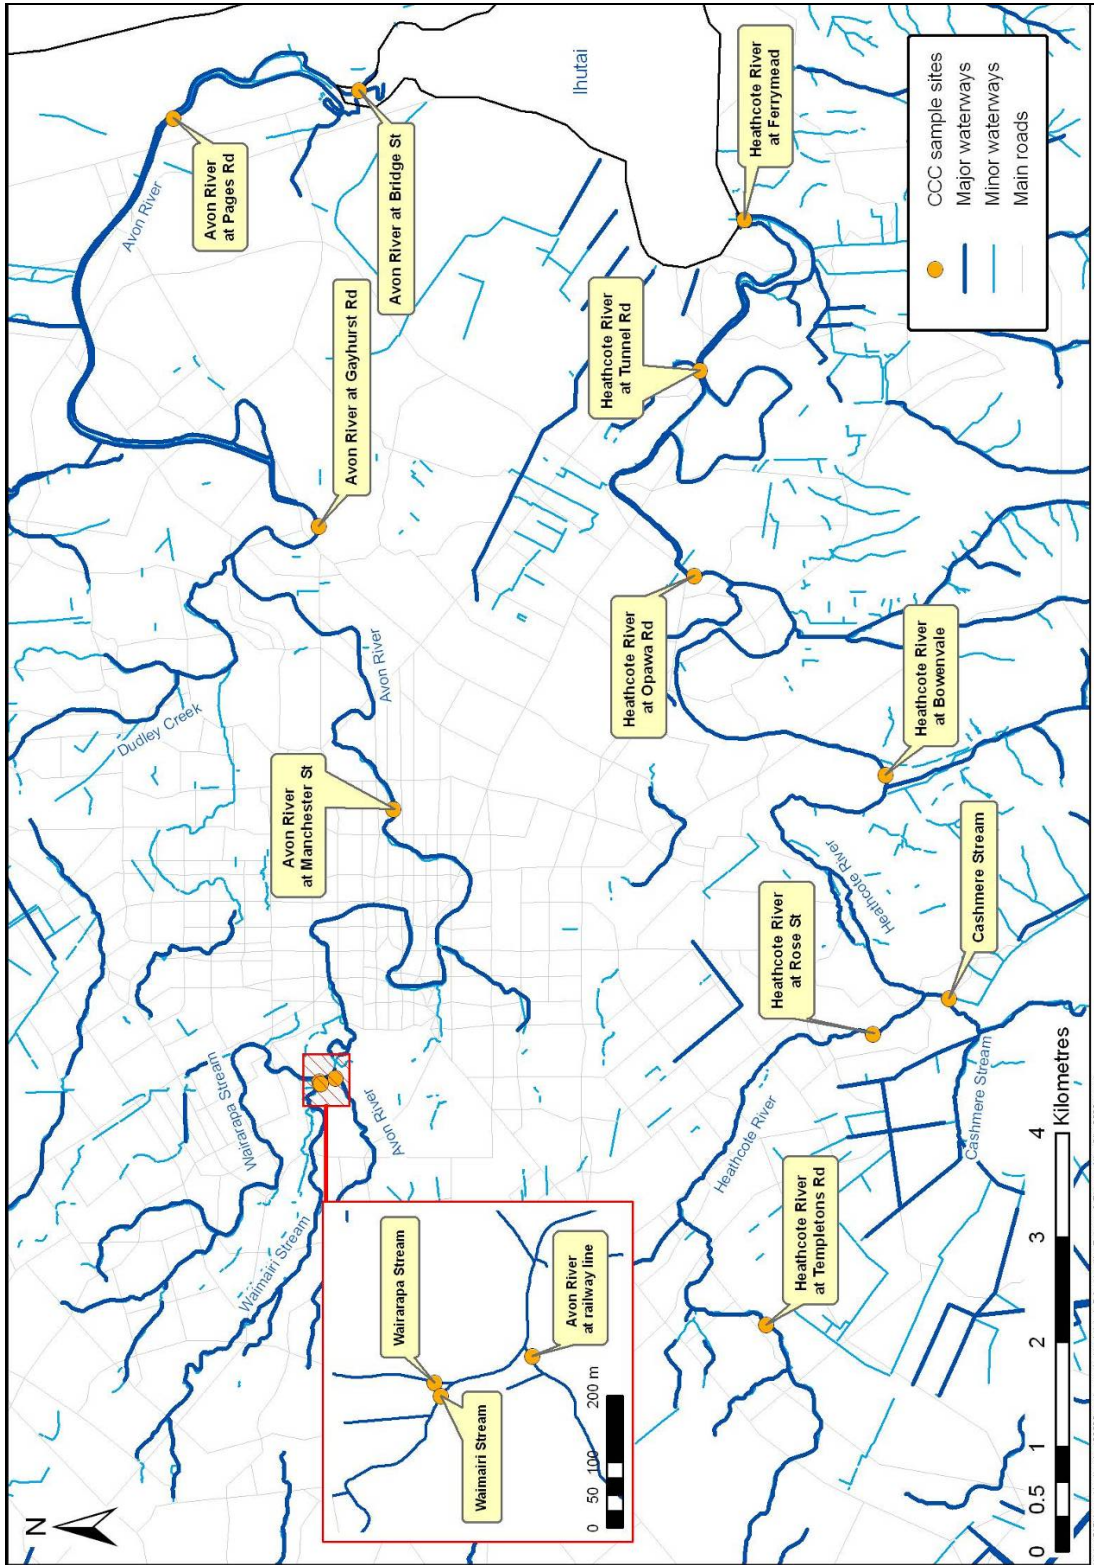 N
Avon River
Avon River
at Pages Rd
Avon River at Bridge St
Avon River at Gayhurst Rd
Ihutai
Dudley Creek
Avon River
Avon River
at Manchester St
Wairarapa Stream
Waimairi Stream
Avon River
Wairarapa Stream
Waimairi Stream
Avon River
at railway line
0 50 100 200 m
Heathcote River
at Ferrymead
Heathcote River
at Tunnel Rd
Heathcote River
at Opawa Rd
Heathcote River
at Bowenvale
Heathcote River
Heathcote River
at Rose St
Cashmere Stream
Cashmere Stream
Heathcote River
Heathcote River
at Templetons Rd
CCC sample sites
Major waterways
Minor waterways
Main roads
0 0.5 1 2 3 4
Kilometres